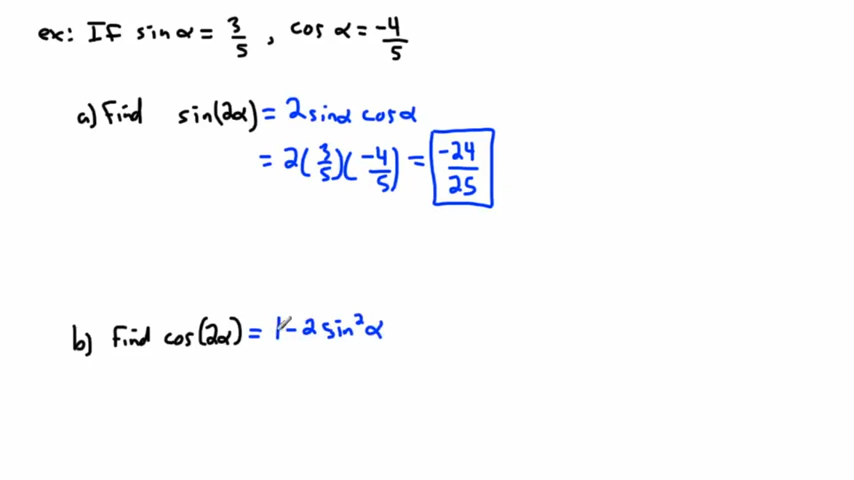 ex: If sin α = 3/5, cos α = -4/5
a) Find sin(2α) = 2 sin α cos α
= 2(3/5)(-4/5) = -24/25
b) Find cos(2α) = 1 - 2 sin² α